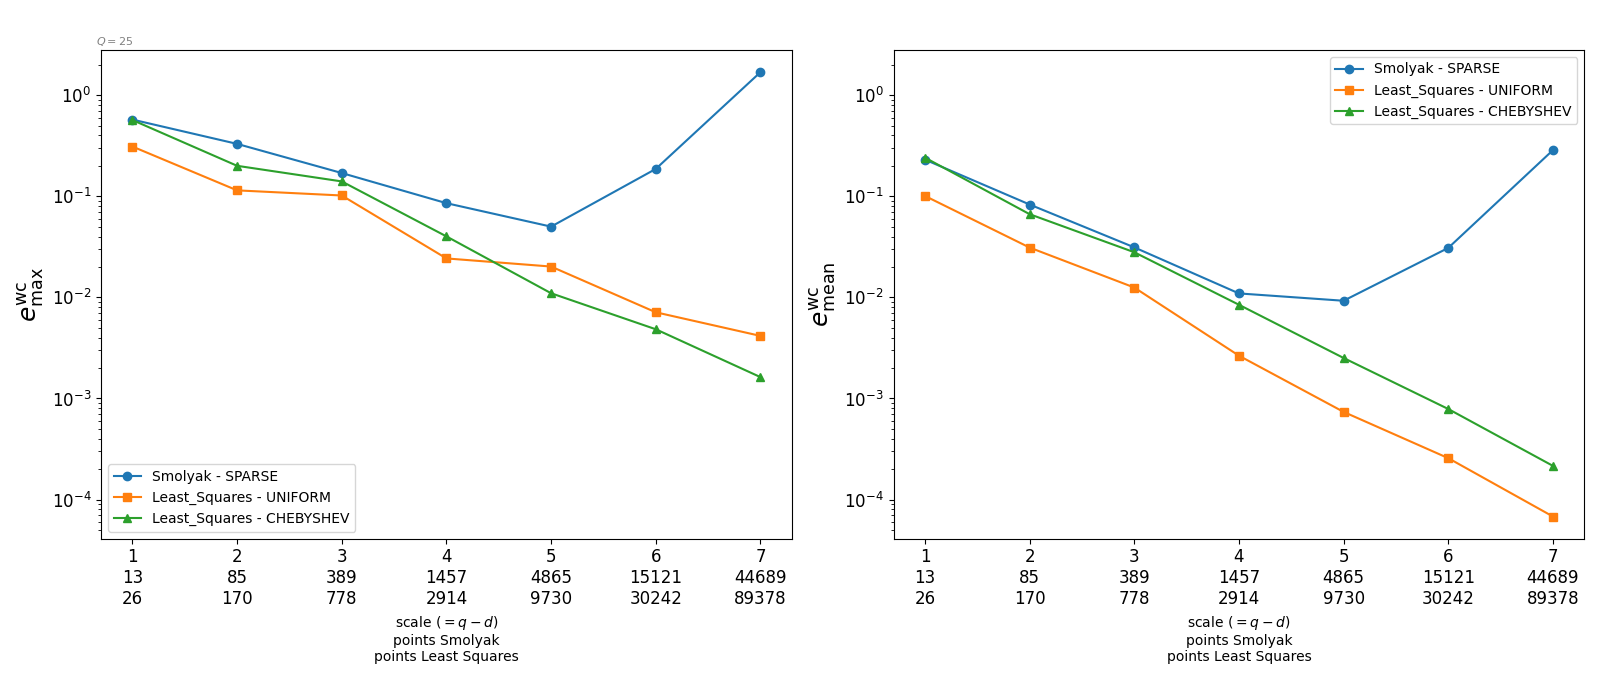 Q = 25
10⁰
10⁻¹
10⁻²
10⁻³
10⁻⁴
e^wc_max
Smolyak - SPARSE
Least_Squares - UNIFORM
Least_Squares - CHEBYSHEV
1 2 3 4 5 6 7
13 85 389 1457 4865 15121 44689
26 170 778 2914 9730 30242 89378
scale (= q − d)
points Smolyak
points Least Squares
10⁰
10⁻¹
10⁻²
10⁻³
10⁻⁴
e^wc_mean
Smolyak - SPARSE
Least_Squares - UNIFORM
Least_Squares - CHEBYSHEV
1 2 3 4 5 6 7
13 85 389 1457 4865 15121 44689
26 170 778 2914 9730 30242 89378
scale (= q − d)
points Smolyak
points Least Squares